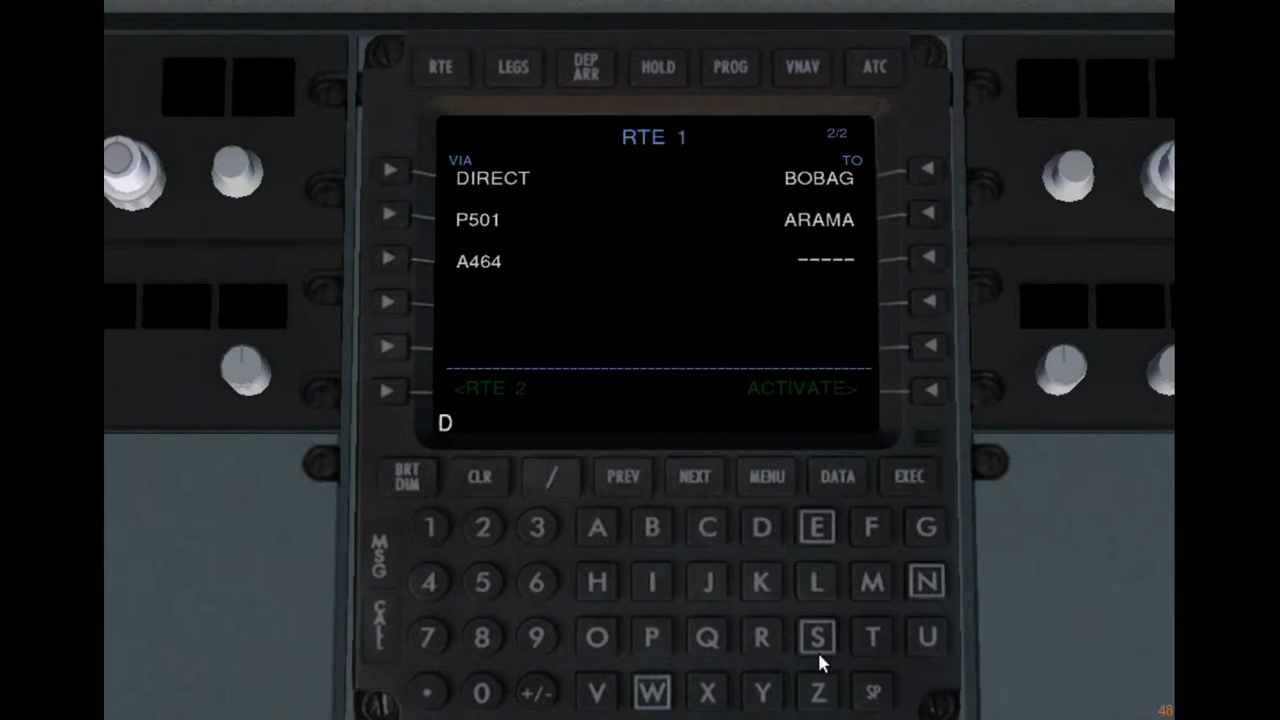 RTE LEGS DEP ARR HOLD PROG VNAV ATC
RTE 1 2/2
VIA TO
DIRECT BOBAG
P501 ARAMA
A464 -----
<RTE 2 ACTIVATE>
D
BRT DIM CLR / PREV NEXT MENU DATA EXEC
MSG
CALL
1 2 3 A B C D E F G
4 5 6 H I J K L M N
7 8 9 O P Q R S T U
. 0 +/- V W X Y Z SP
48